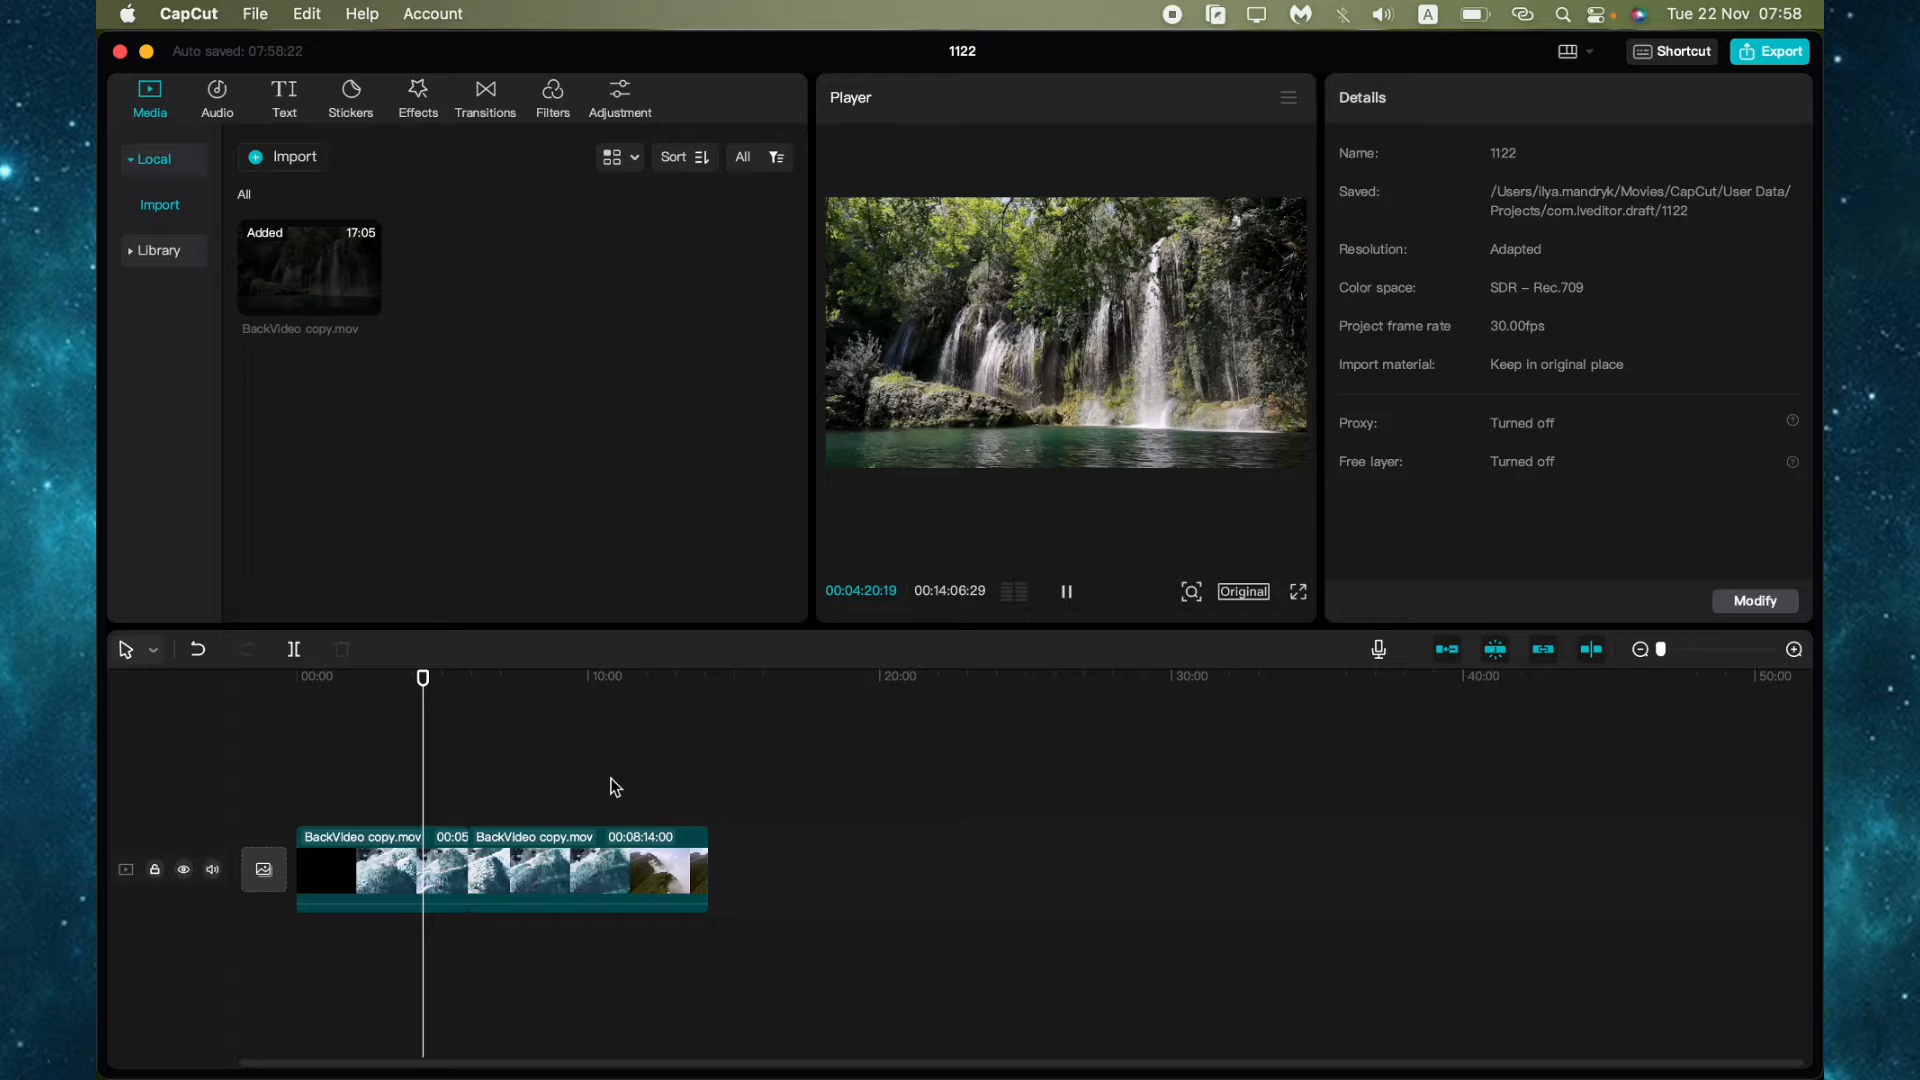 CapCut File Edit Help Account
A
Tue 22 Nov 07:58
Auto saved: 07:58:22
1122
Shortcut
Export
Media
Audio
TI
Text
Stickers
Effects
Transitions
Filters
Adjustment
Local
Import
Library
Import
Sort
All
All
Added 17:05
BackVideo copy.mov
Player
00:04:20:19
00:14:06:29
Original
Details
Name: 1122
Saved: /Users/ilya.mandryk/Movies/CapCut/User Data/
Projects/com.lveditor.draft/1122
Resolution: Adapted
Color space: SDR – Rec.709
Project frame rate 30.00fps
Import material: Keep in original place
Proxy: Turned off
Free layer: Turned off
Modify
00:00
10:00
20:00
30:00
40:00
50:00
BackVideo copy.mov 00:05
BackVideo copy.mov 00:08:14:00